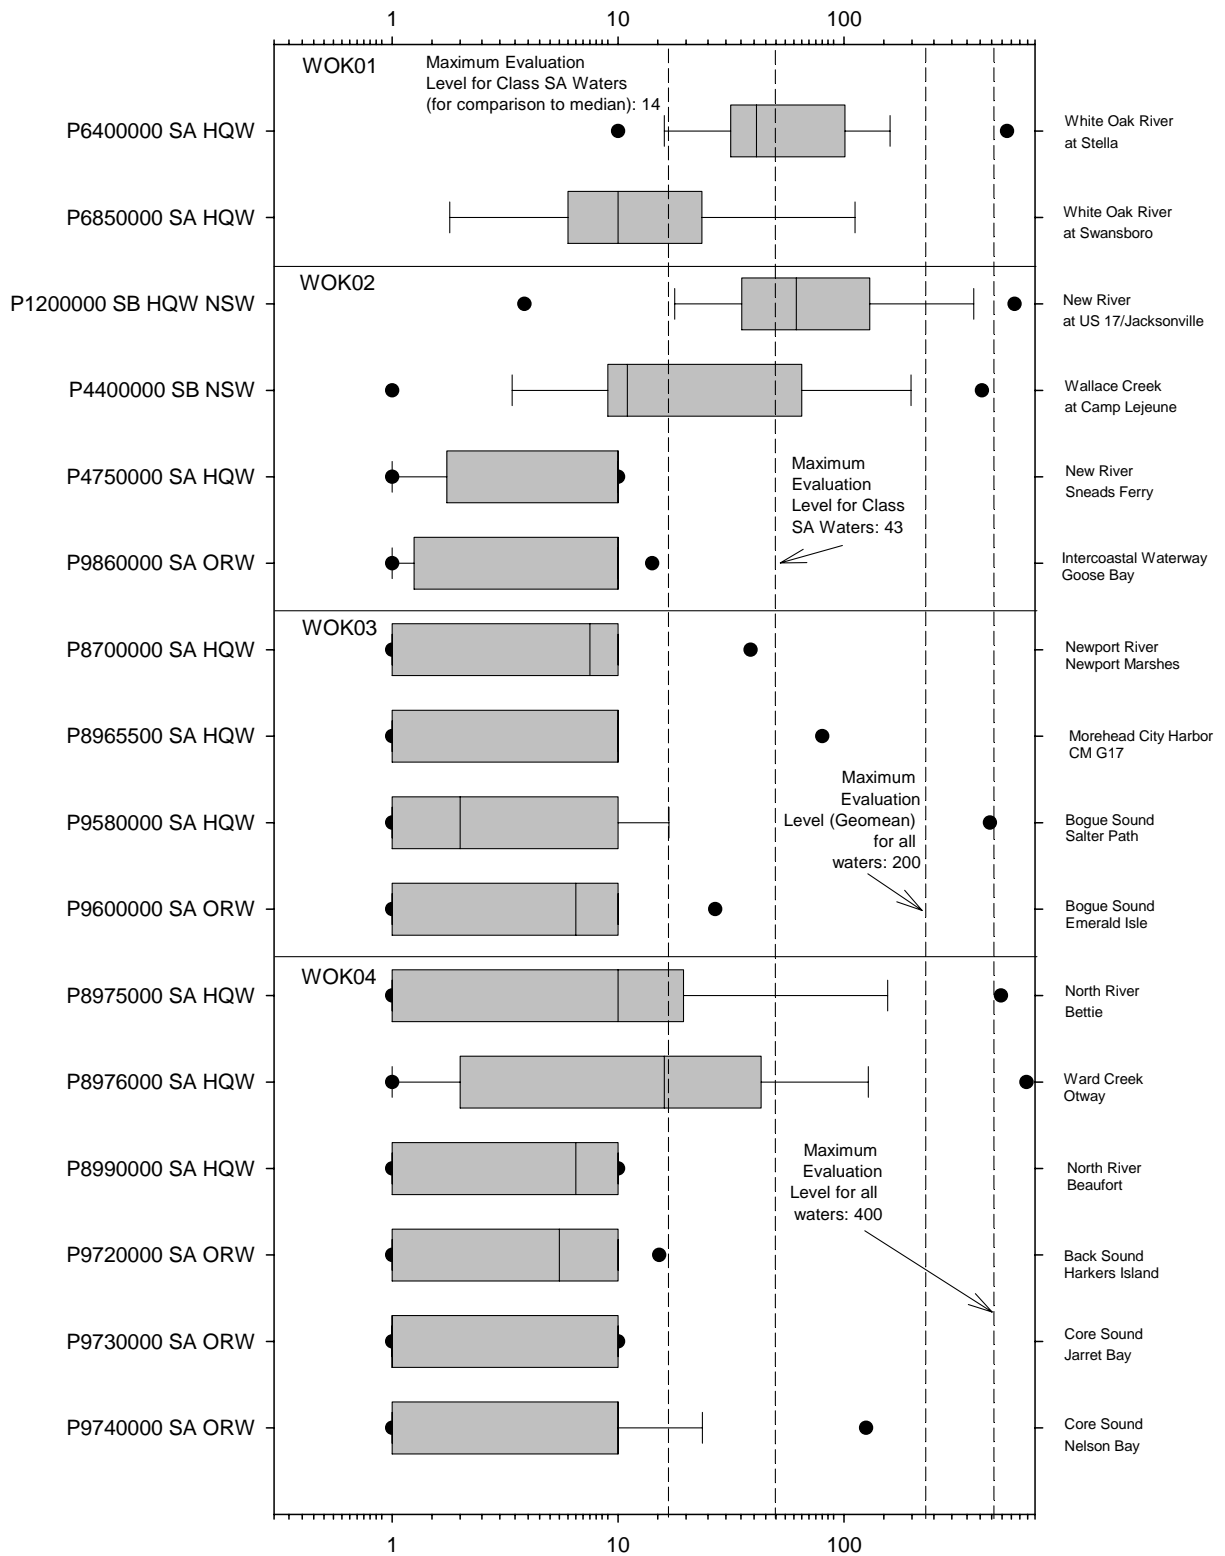 1 10 100
WOK01
Maximum Evaluation
Level for Class SA Waters
(for comparison to median): 14
P6400000 SA HQW
White Oak River
at Stella
P6850000 SA HQW
White Oak River
at Swansboro
WOK02
P1200000 SB HQW NSW
New River
at US 17/Jacksonville
P4400000 SB NSW
Wallace Creek
at Camp Lejeune
Maximum
Evaluation
Level for Class
SA Waters: 43
P4750000 SA HQW
New River
Sneads Ferry
P9860000 SA ORW
Intercoastal Waterway
Goose Bay
WOK03
P8700000 SA HQW
Newport River
Newport Marshes
P8965500 SA HQW
Morehead City Harbor
CM G17
Maximum
Evaluation
Level (Geomean)
for all
waters: 200
P9580000 SA HQW
Bogue Sound
Salter Path
P9600000 SA ORW
Bogue Sound
Emerald Isle
WOK04
P8975000 SA HQW
North River
Bettie
P8976000 SA HQW
Ward Creek
Otway
Maximum
Evaluation
Level for all
waters: 400
P8990000 SA HQW
North River
Beaufort
P9720000 SA ORW
Back Sound
Harkers Island
P9730000 SA ORW
Core Sound
Jarret Bay
P9740000 SA ORW
Core Sound
Nelson Bay
1 10 100